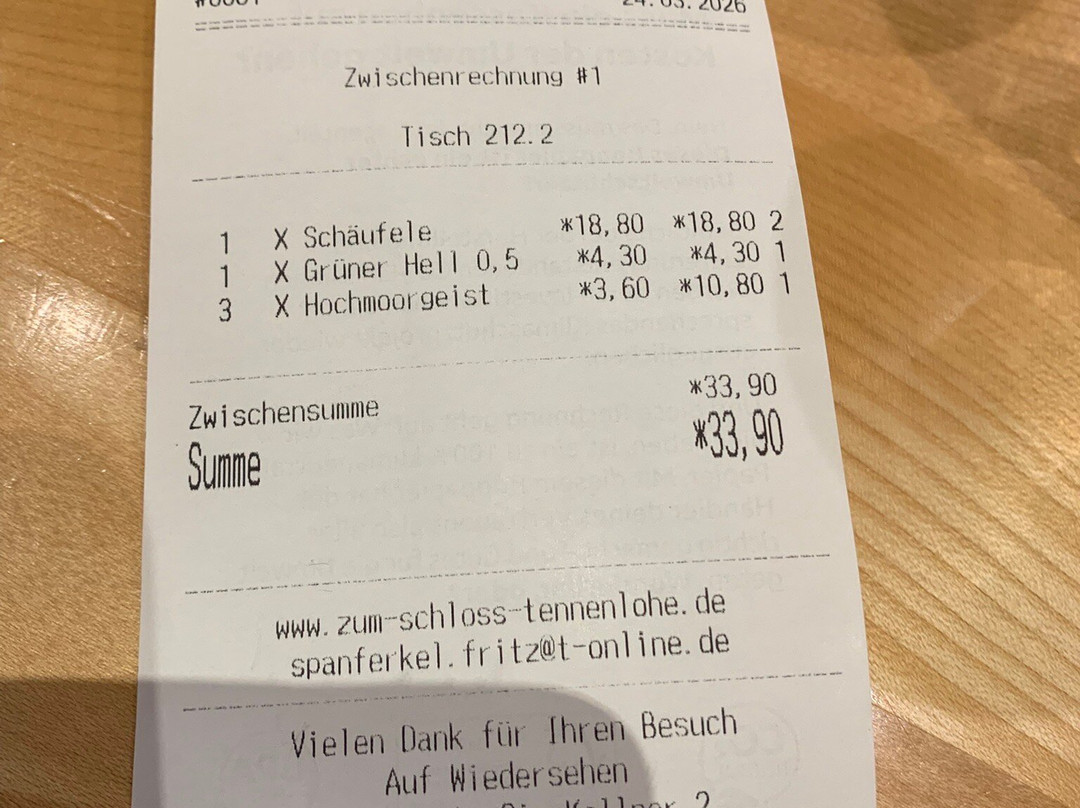 24.03.2026
Zwischenrechnung #1
Tisch 212.2
1 X Schäufele *18,80 *18,80 2
1 X Grüner Hell 0,5 *4,30 *4,30 1
3 X Hochmoorgeist *3,60 *10,80 1
Zwischensumme *33,90
Summe *33,90
www.zum-schloss-tennenlohe.de
spanferkel.fritz@t-online.de
Vielen Dank für Ihren Besuch
Auf Wiedersehen
Kellner 2